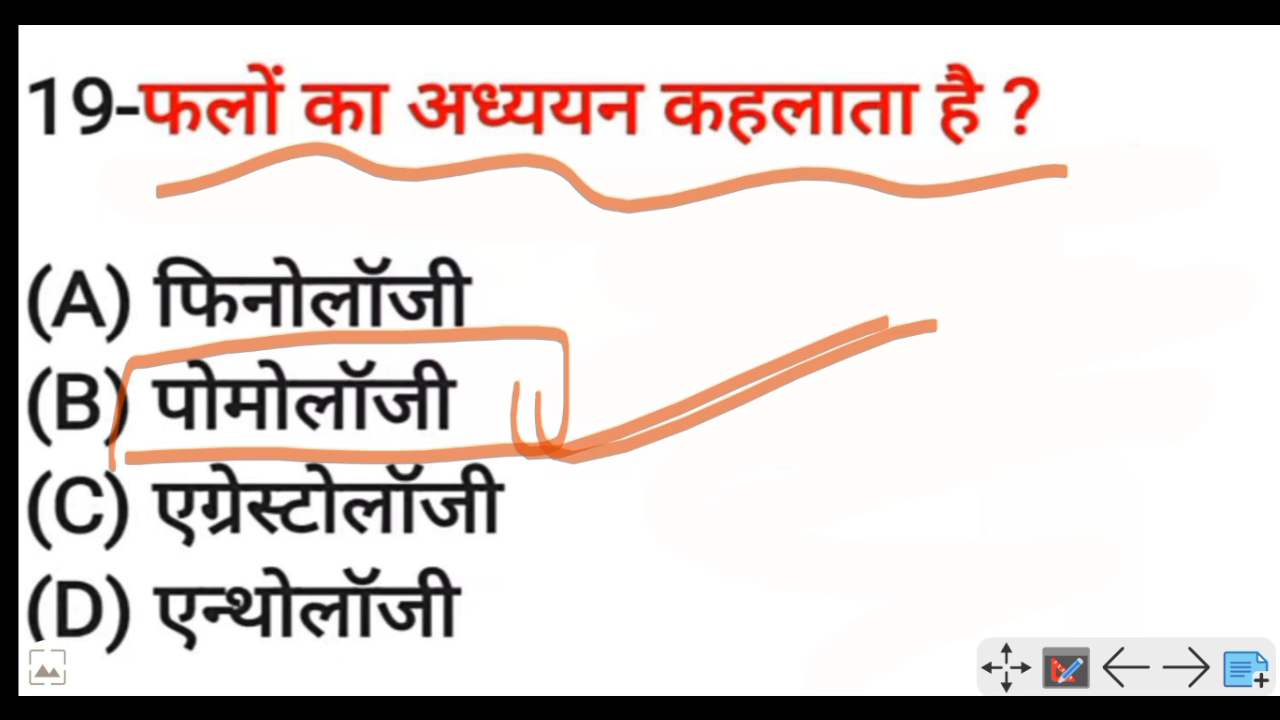 19-फलों का अध्ययन कहलाता है ?
(A) फिनोलॉजी
(B) पोमोलॉजी
(C) एग्रेस्टोलॉजी
(D) एन्थोलॉजी